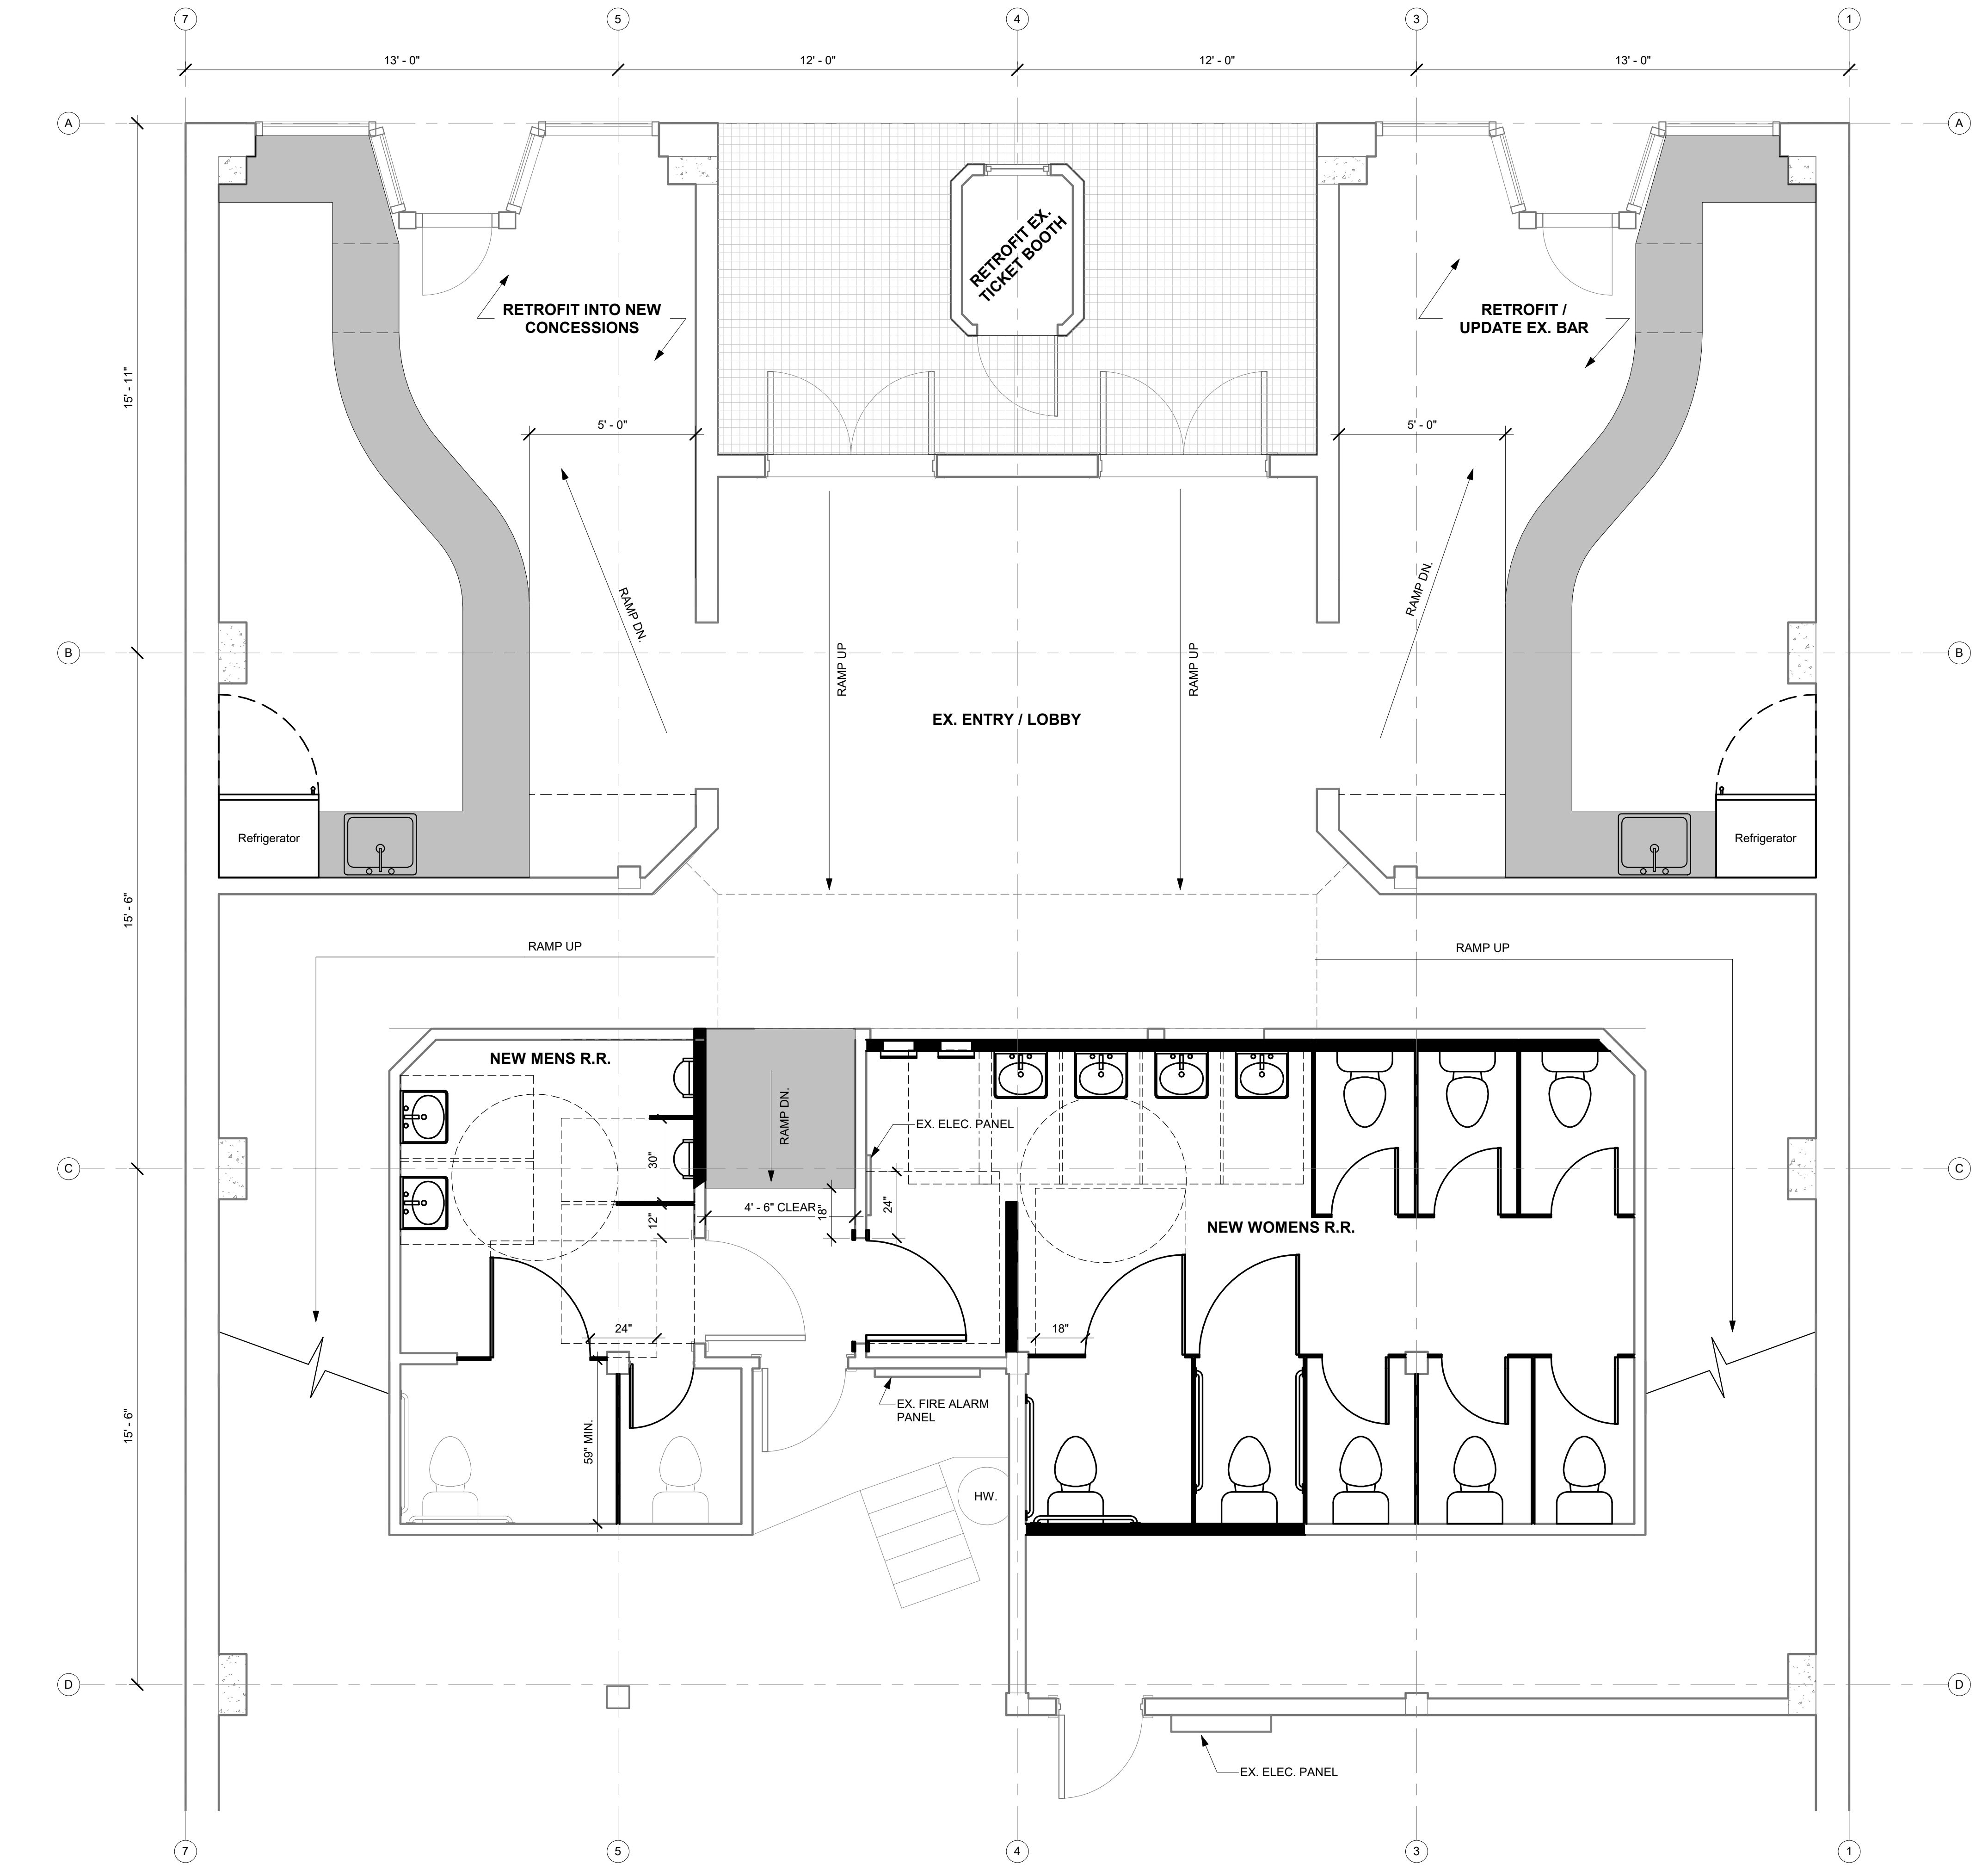 7
5
4
3
1
13' - 0"
12' - 0"
12' - 0"
13' - 0"
A
A
RETROFIT EX.
TICKET BOOTH
RETROFIT INTO NEW
CONCESSIONS
RETROFIT /
UPDATE EX. BAR
15' - 11"
5' - 0"
5' - 0"
RAMP DN.
RAMP DN.
B
B
RAMP UP
RAMP UP
EX. ENTRY / LOBBY
Refrigerator
Refrigerator
15' - 6"
RAMP UP
RAMP UP
NEW MENS R.R.
RAMP DN.
EX. ELEC. PANEL
30"
C
C
12"
4' - 6" CLEAR
18"
24"
NEW WOMENS R.R.
24"
18"
EX. FIRE ALARM
PANEL
15' - 6"
59" MIN.
HW.
D
D
EX. ELEC. PANEL
7
5
4
3
1